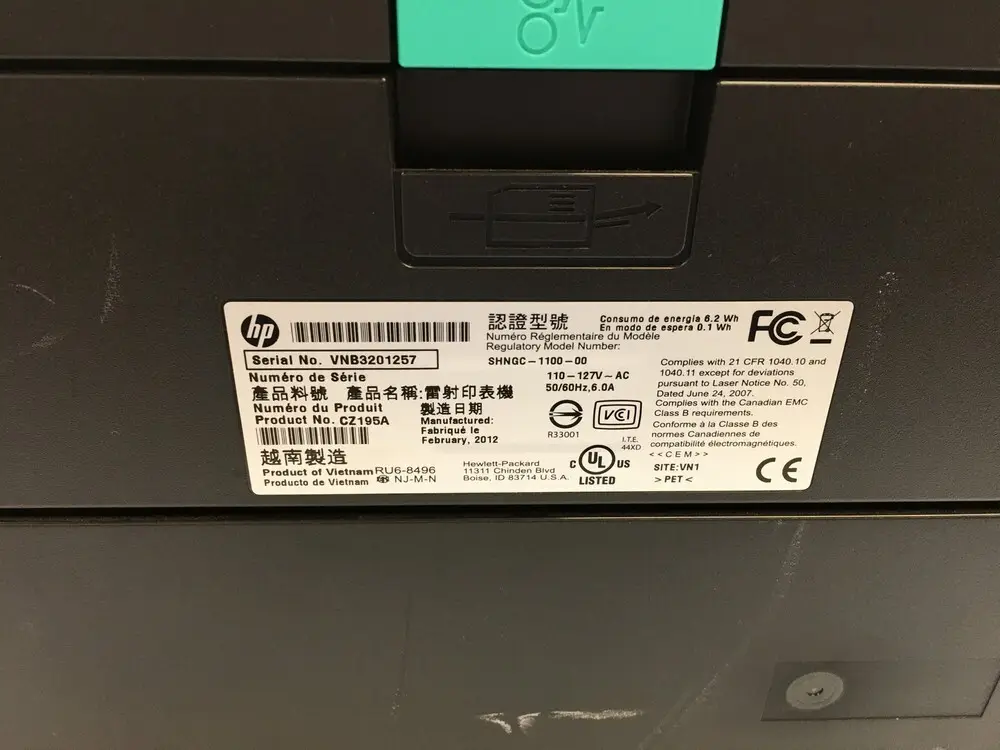 hp
Serial No. VNB3201257
Numéro de Série
產品料號 產品名稱:雷射印表機
Numéro du Produit
Product No. CZ195A
製造日期
Manufactured:
Fabriqué le
February, 2012
越南製造
Product of Vietnam
Producto de Vietnam
RU6-8496
NJ-M-N
認證型號
Numéro Réglementaire du Modèle
Regulatory Model Number:
SHNGC-1100-00
Consumo de energia 6.2 Wh
En modo de espera 0.1 Wh
110-127V~AC
50/60Hz,6.0A
R33001
VCI
I.T.E.
44XD
Hewlett-Packard
11311 Chinden Blvd
Boise, ID 83714 U.S.A.
C UL US
LISTED
FC
Complies with 21 CFR 1040.10 and
1040.11 except for deviations
pursuant to Laser Notice No. 50,
Dated June 24, 2007.
Complies with the Canadian EMC
Class B requirements.
Conforme à la Classe B des
normes Canadiennes de
compatibilité électromagnétiques.
<<CEM>>
SITE:VN1
>PET<
CE